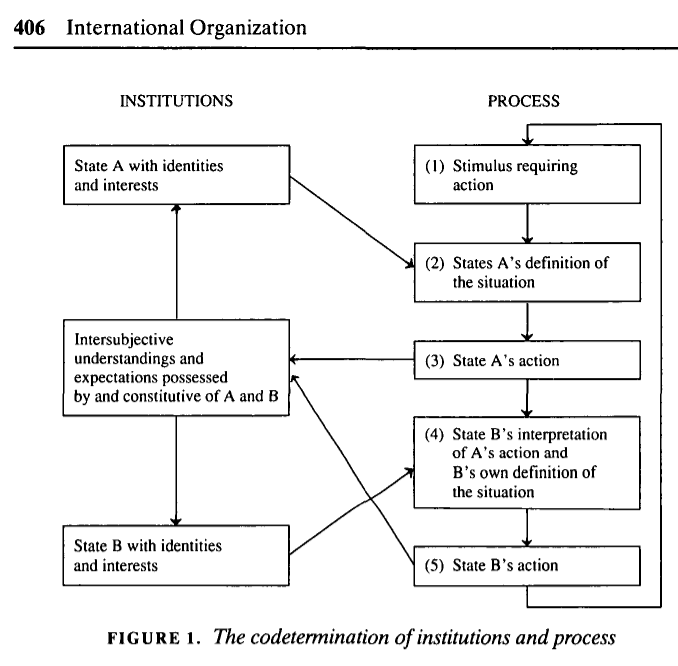 406 International Organization
INSTITUTIONS
PROCESS
State A with identities
and interests
(1) Stimulus requiring
action
(2) States A's definition of
the situation
Intersubjective
understandings and
expectations possessed
by and constitutive of A and B
(3) State A's action
(4) State B's interpretation
of A's action and
B's own definition of
the situation
State B with identities
and interests
(5) State B's action
FIGURE 1. The codetermination of institutions and process